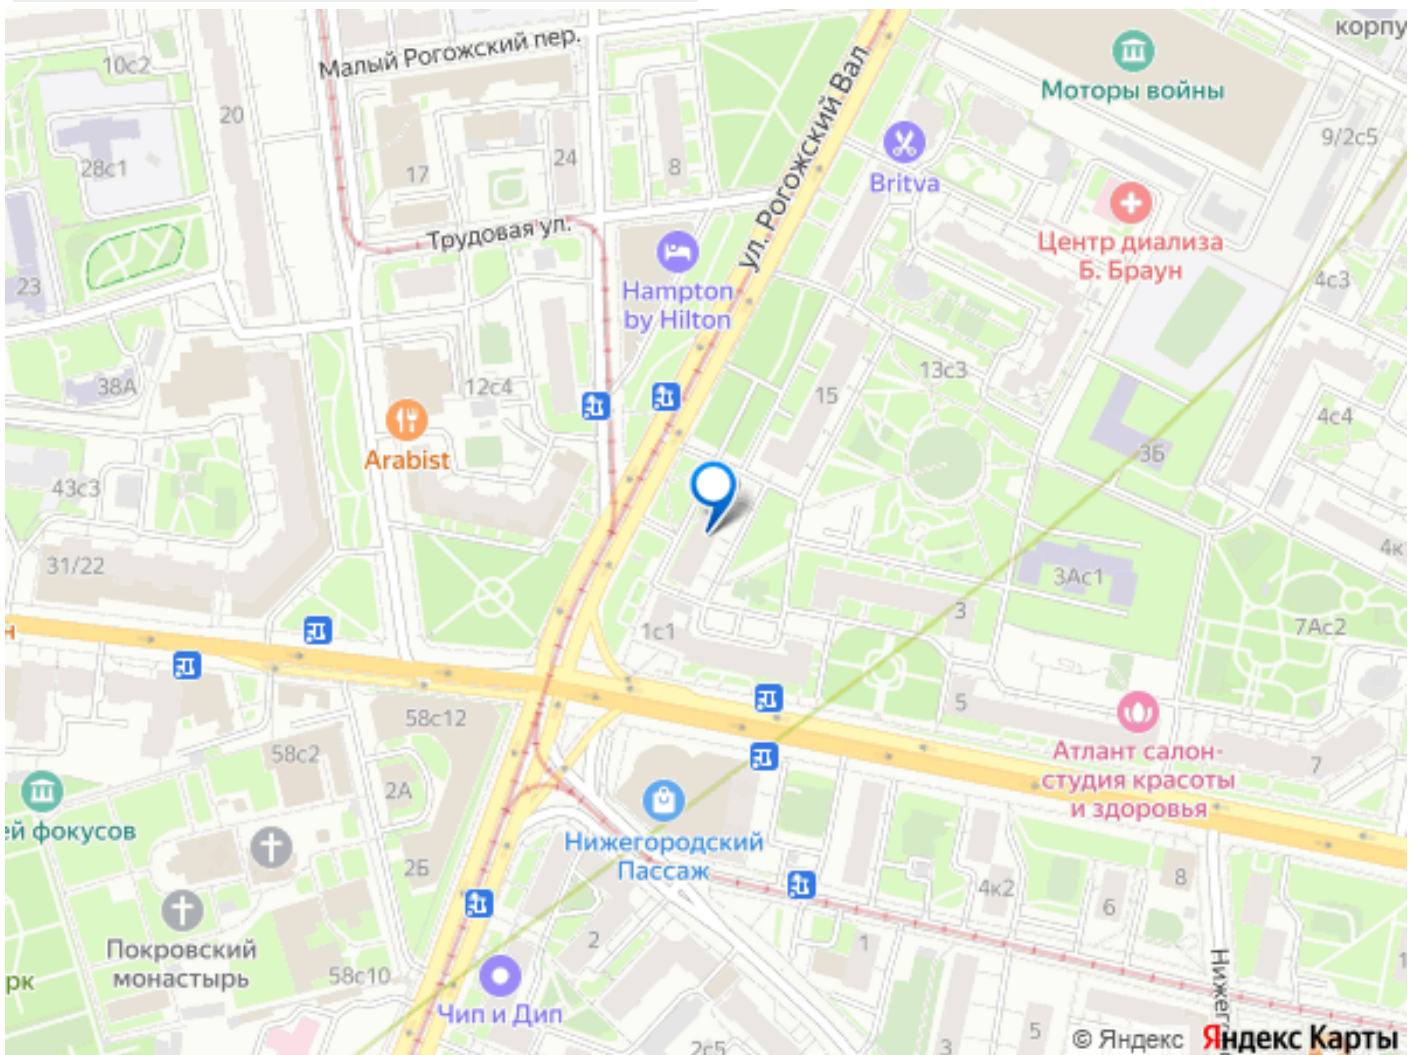 корпу
10с2
Малый Рогожский пер.
ул. Рогожский Вал
Моторы войны
20
9/2с5
28с1
17
24
8
Britva
Трудовая ул.
Центр диализа
Б. Браун
23
Hampton
by Hilton
4с3
38А
12с4
15
13с3
4с4
Arabist
3Б
43с3
31/22
3Ас1
4к
1с1
3
7Ас2
н
58с12
5
58с2
Атлант салон-
студия красоты
и здоровья
7
2А
ей фокусов
Нижегородский
Пассаж
2Б
4к2
8
6
Покровский
монастырь
2
1
рк
58с10
Нижег
1
Чип и Дип
2с5
3
5
© Яндекс Яндекс Карты